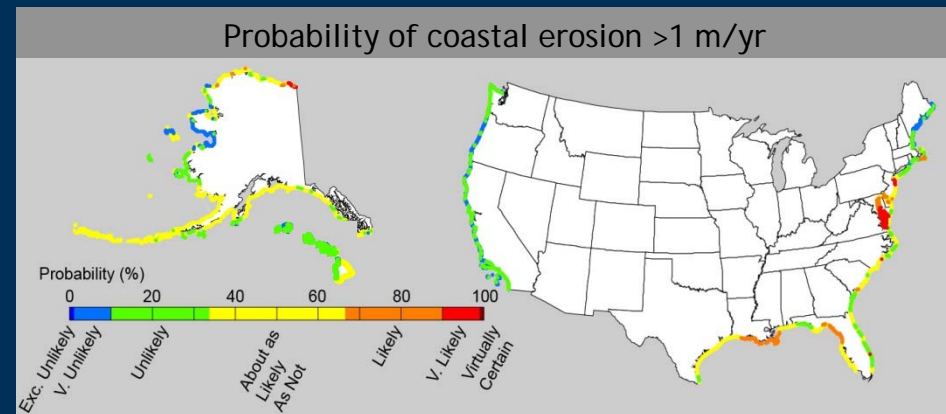 Probability of coastal erosion >1 m/yr
Probability (%)
0 20 40 60 80 100
Exc. Unlikely
V. Unlikely
Unlikely
About as
Likely
As Not
Likely
V. Likely
Virtually
Certain